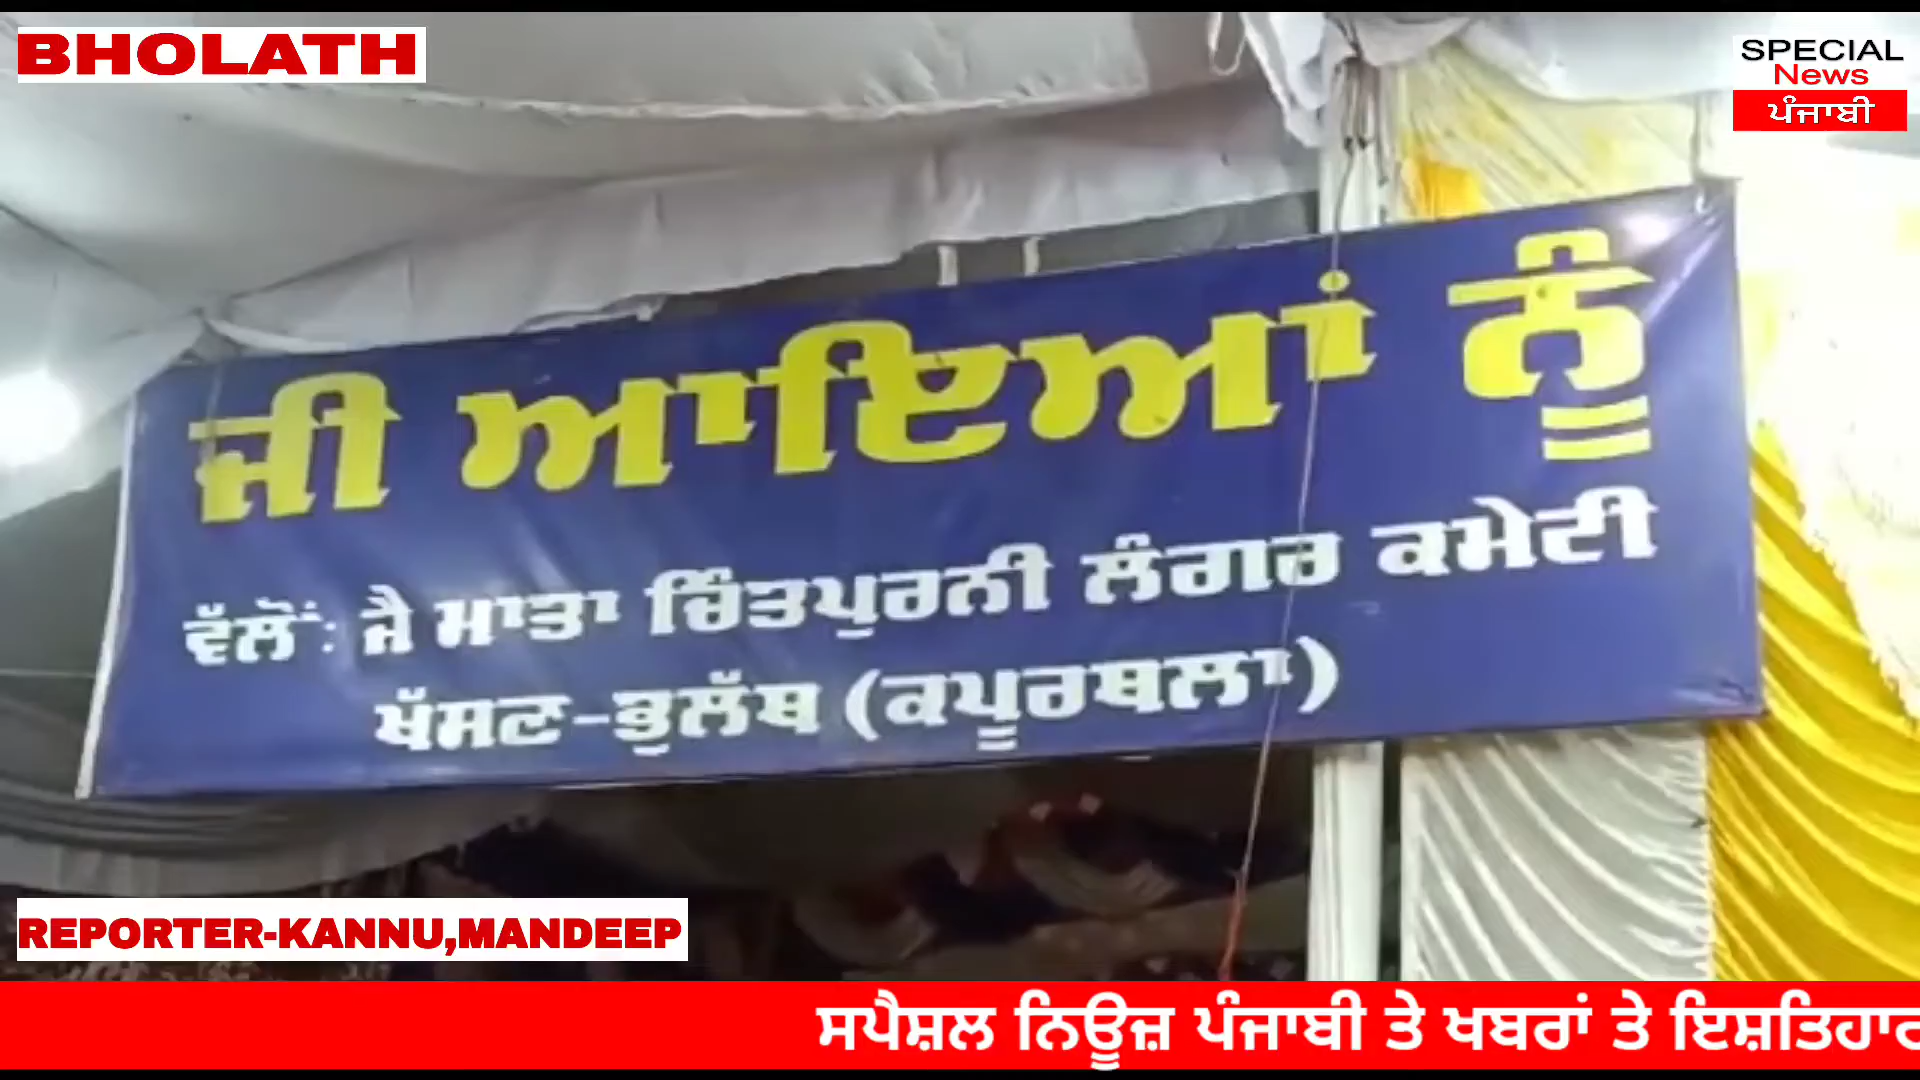 BHOLATH
SPECIAL
News
ਪੰਜਾਬੀ
ਜੀ ਆਇਆਂ ਨੂੰ
ਵੱਲੋਂ: ਜੈ ਮਾਤਾ ਚਿੰਤਪੁਰਨੀ ਲੰਗਰ ਕਮੇਟੀ
ਖੱਸਣ-ਭੁਲੱਥ (ਕਪੂਰਥਲਾ)
REPORTER-KANNU,MANDEEP
ਸਪੈਸ਼ਲ ਨਿਊਜ਼ ਪੰਜਾਬੀ ਤੇ ਖਬਰਾਂ ਤੇ ਇਸ਼ਤਿਹਾਰ